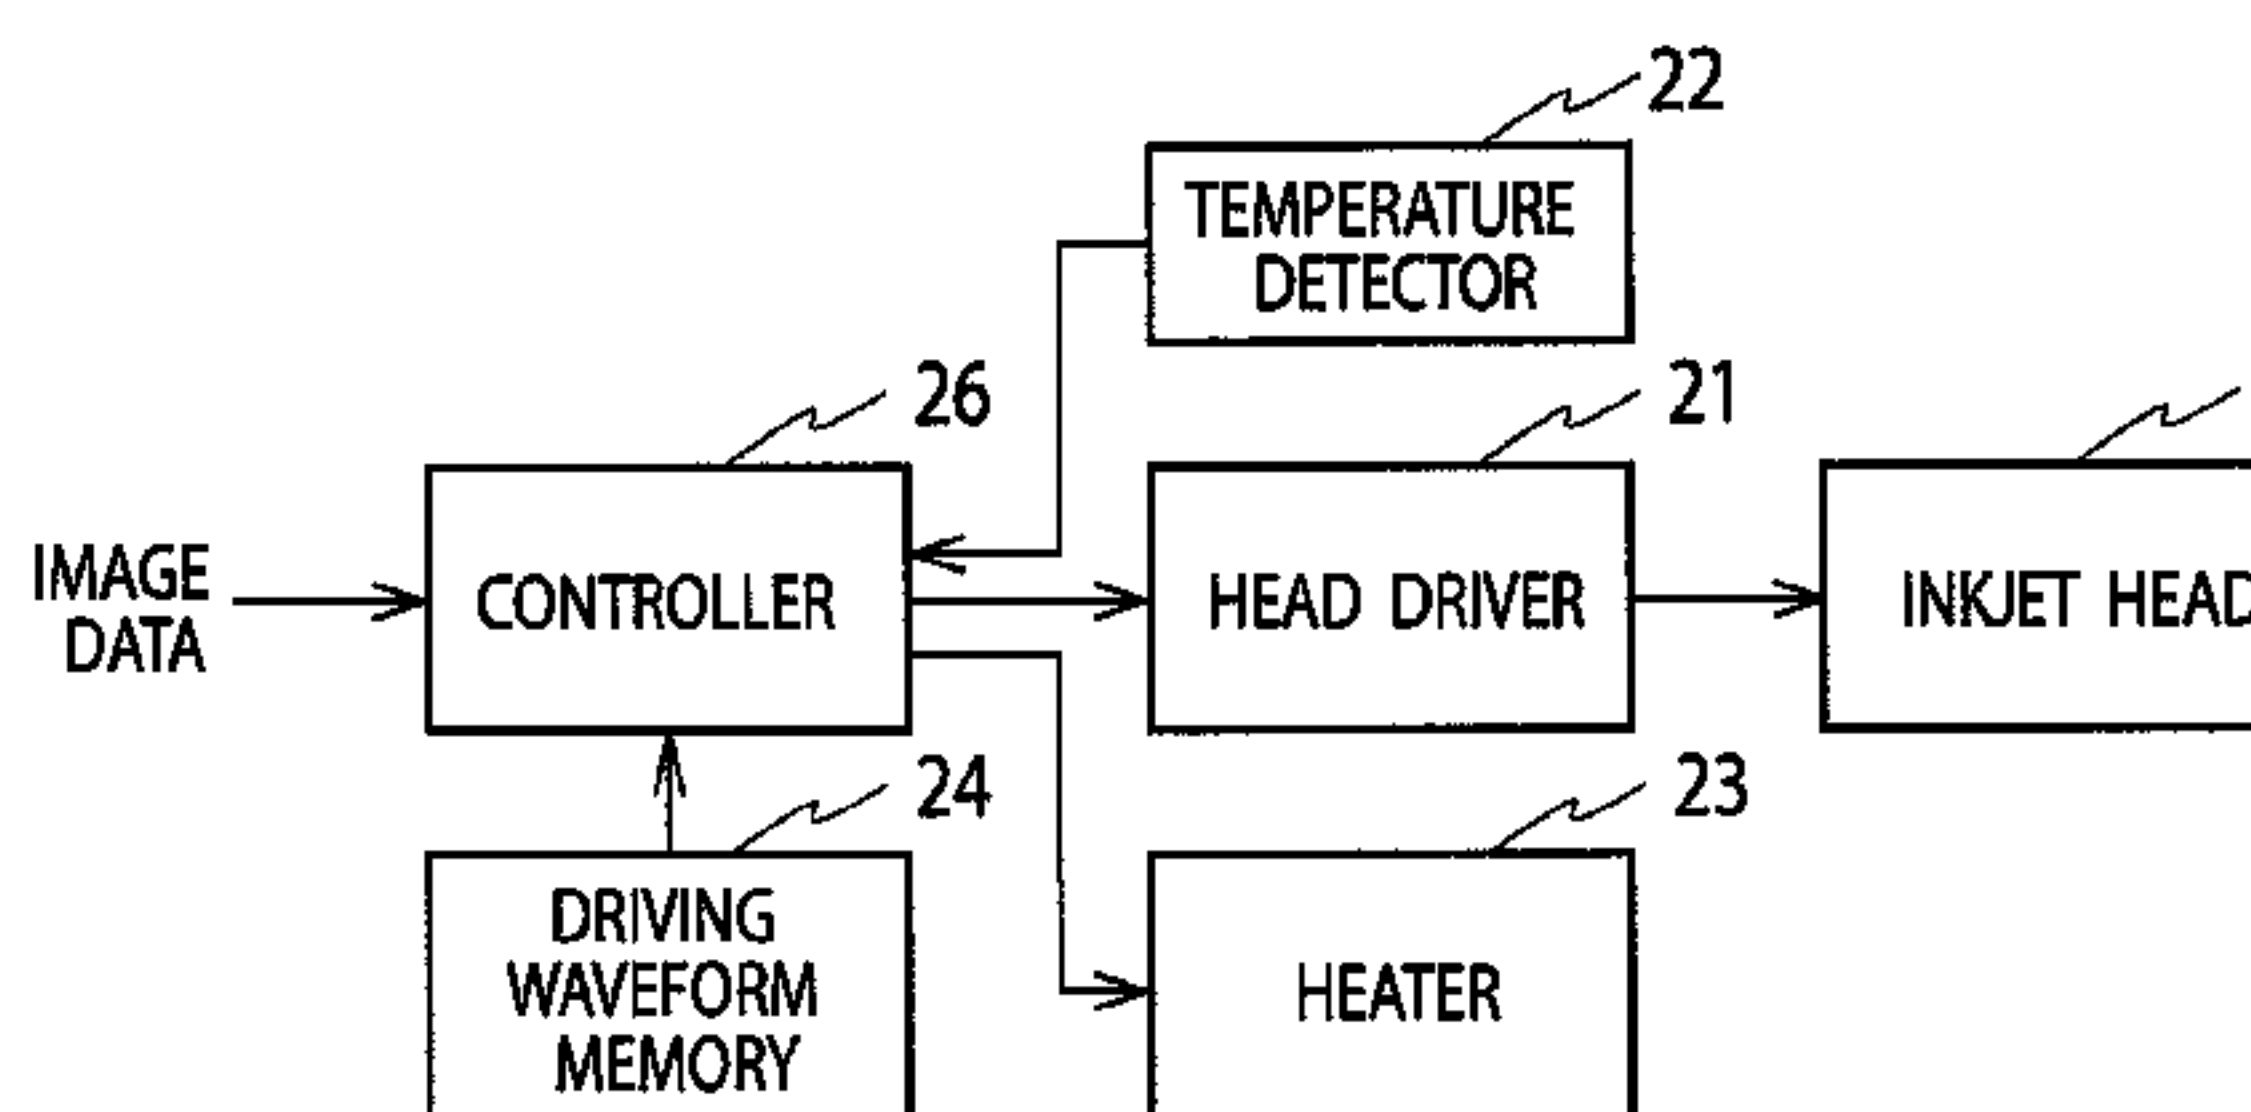 22
TEMPERATURE
DETECTOR
26
21
IMAGE
DATA
CONTROLLER
HEAD DRIVER
INKJET HEAD
24
23
DRIVING
WAVEFORM
MEMORY
HEATER